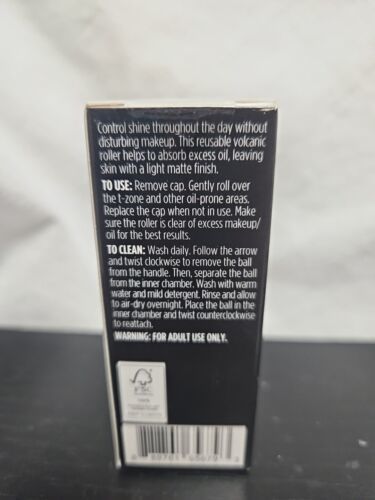 Control shine throughout the day without
disturbing makeup. This reusable volcanic
roller helps to absorb excess oil, leaving
skin with a light matte finish.
TO USE: Remove cap. Gently roll over
the t-zone and other oil-prone areas.
Replace the cap when not in use. Make
sure the roller is clear of excess makeup/
oil for the best results.
TO CLEAN: Wash daily. Follow the arrow
and twist clockwise to remove the ball
from the handle. Then, separate the ball
from the inner chamber. Wash with warm
water and mild detergent. Rinse and allow
to air-dry overnight. Place the ball in the
inner chamber and twist counterclockwise
to reattach.
WARNING: FOR ADULT USE ONLY.
FSC